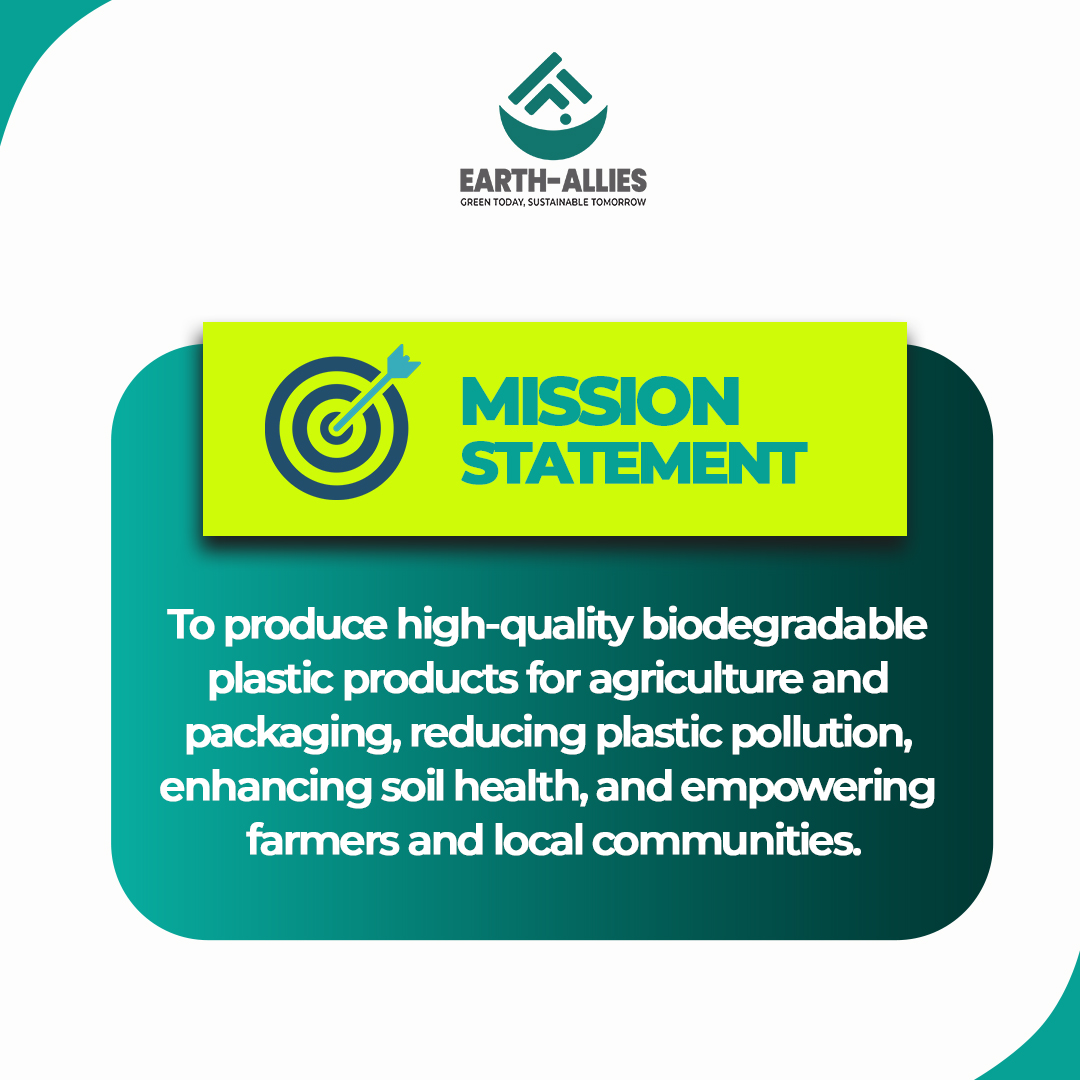 EARTH-ALLIES
GREEN TODAY, SUSTAINABLE TOMORROW
MISSION
STATEMENT
To produce high-quality biodegradable
plastic products for agriculture and
packaging, reducing plastic pollution,
enhancing soil health, and empowering
farmers and local communities.